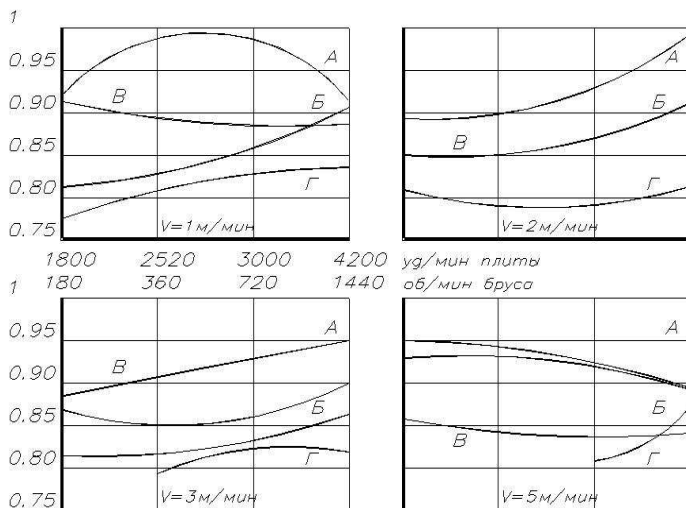 1
0.95
0.90
0.85
0.80
0.75
А
Б
В
Г
V=1м/мин
А
Б
В
Г
V=2м/мин
1800 2520 3000 4200 уд/мин плиты
180 360 720 1440 об/мин бруса
1
0.95
0.90
0.85
0.80
0.75
А
В
Б
Г
V=3м/мин
А
Б
В
Г
V=5м/мин